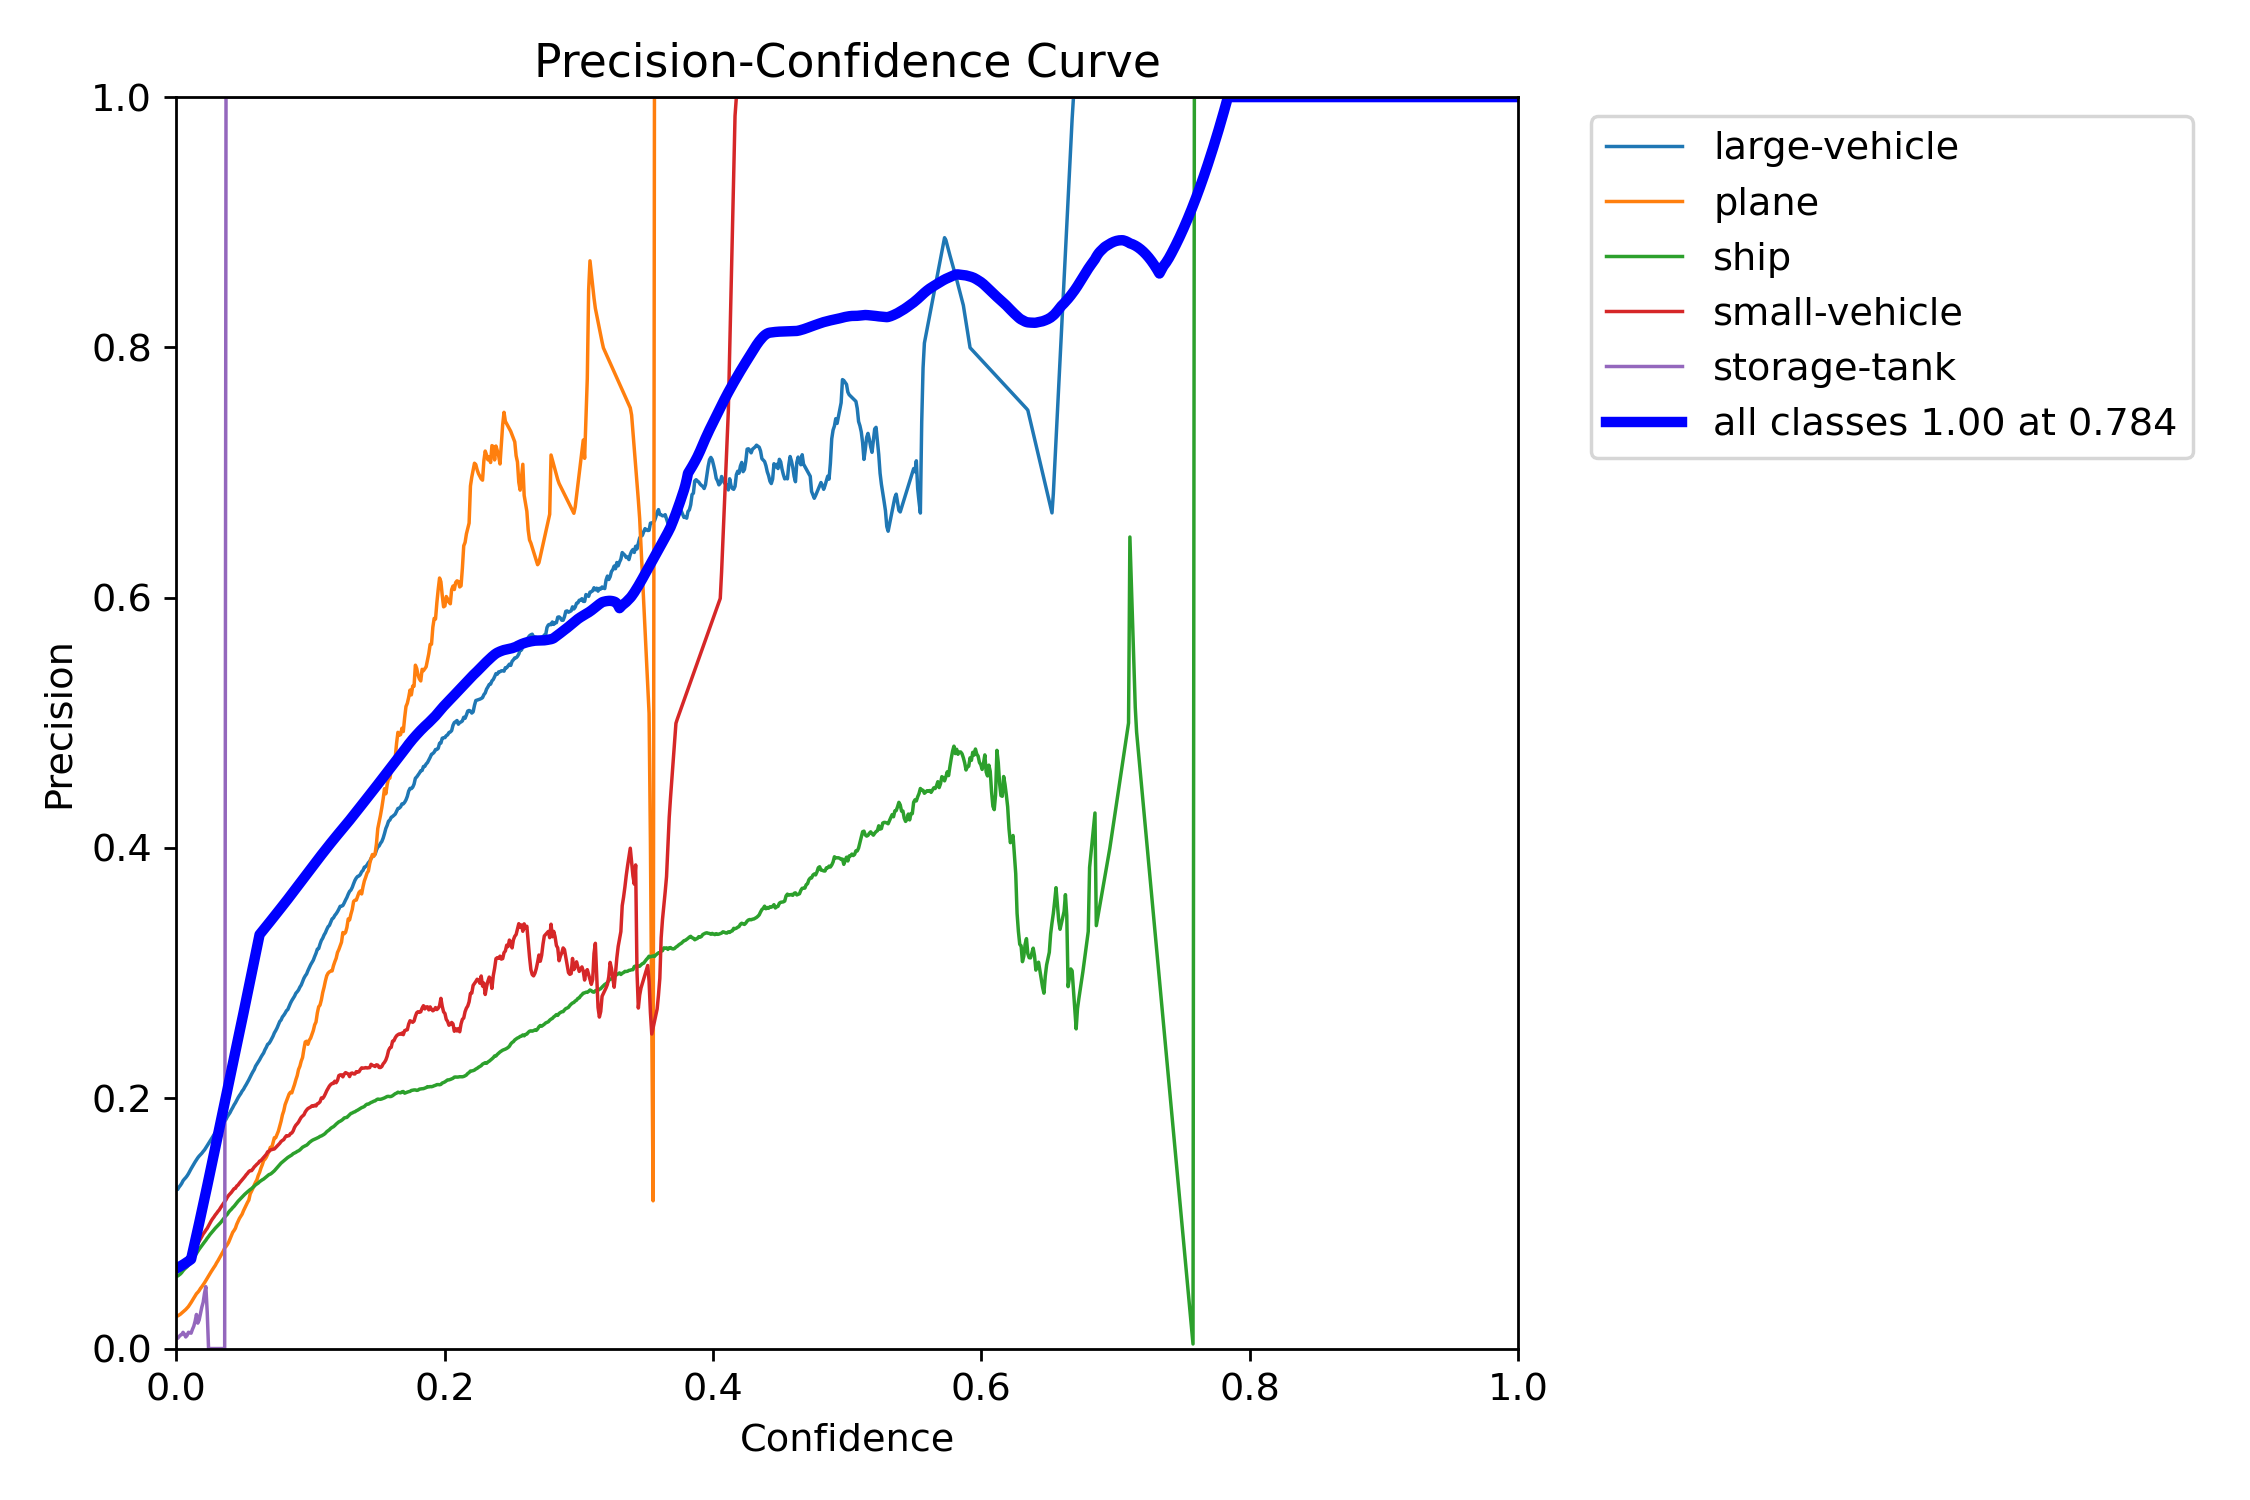 Precision-Confidence Curve
1.0
0.8
0.6
0.4
0.2
0.0
Precision
0.0 0.2 0.4 0.6 0.8 1.0
Confidence
large-vehicle
plane
ship
small-vehicle
storage-tank
all classes 1.00 at 0.784